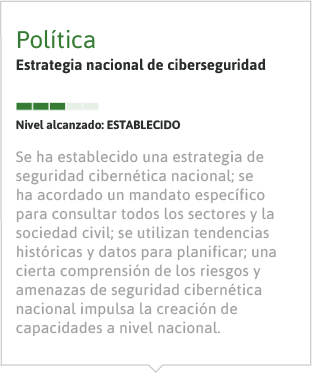 Política
Estrategia nacional de ciberseguridad
Nivel alcanzado: ESTABLECIDO
Se ha establecido una estrategia de
seguridad cibernética nacional; se
ha acordado un mandato específico
para consultar todos los sectores y la
sociedad civil; se utilizan tendencias
históricas y datos para planificar; una
cierta comprensión de los riesgos y
amenazas de seguridad cibernética
nacional impulsa la creación de
capacidades a nivel nacional.